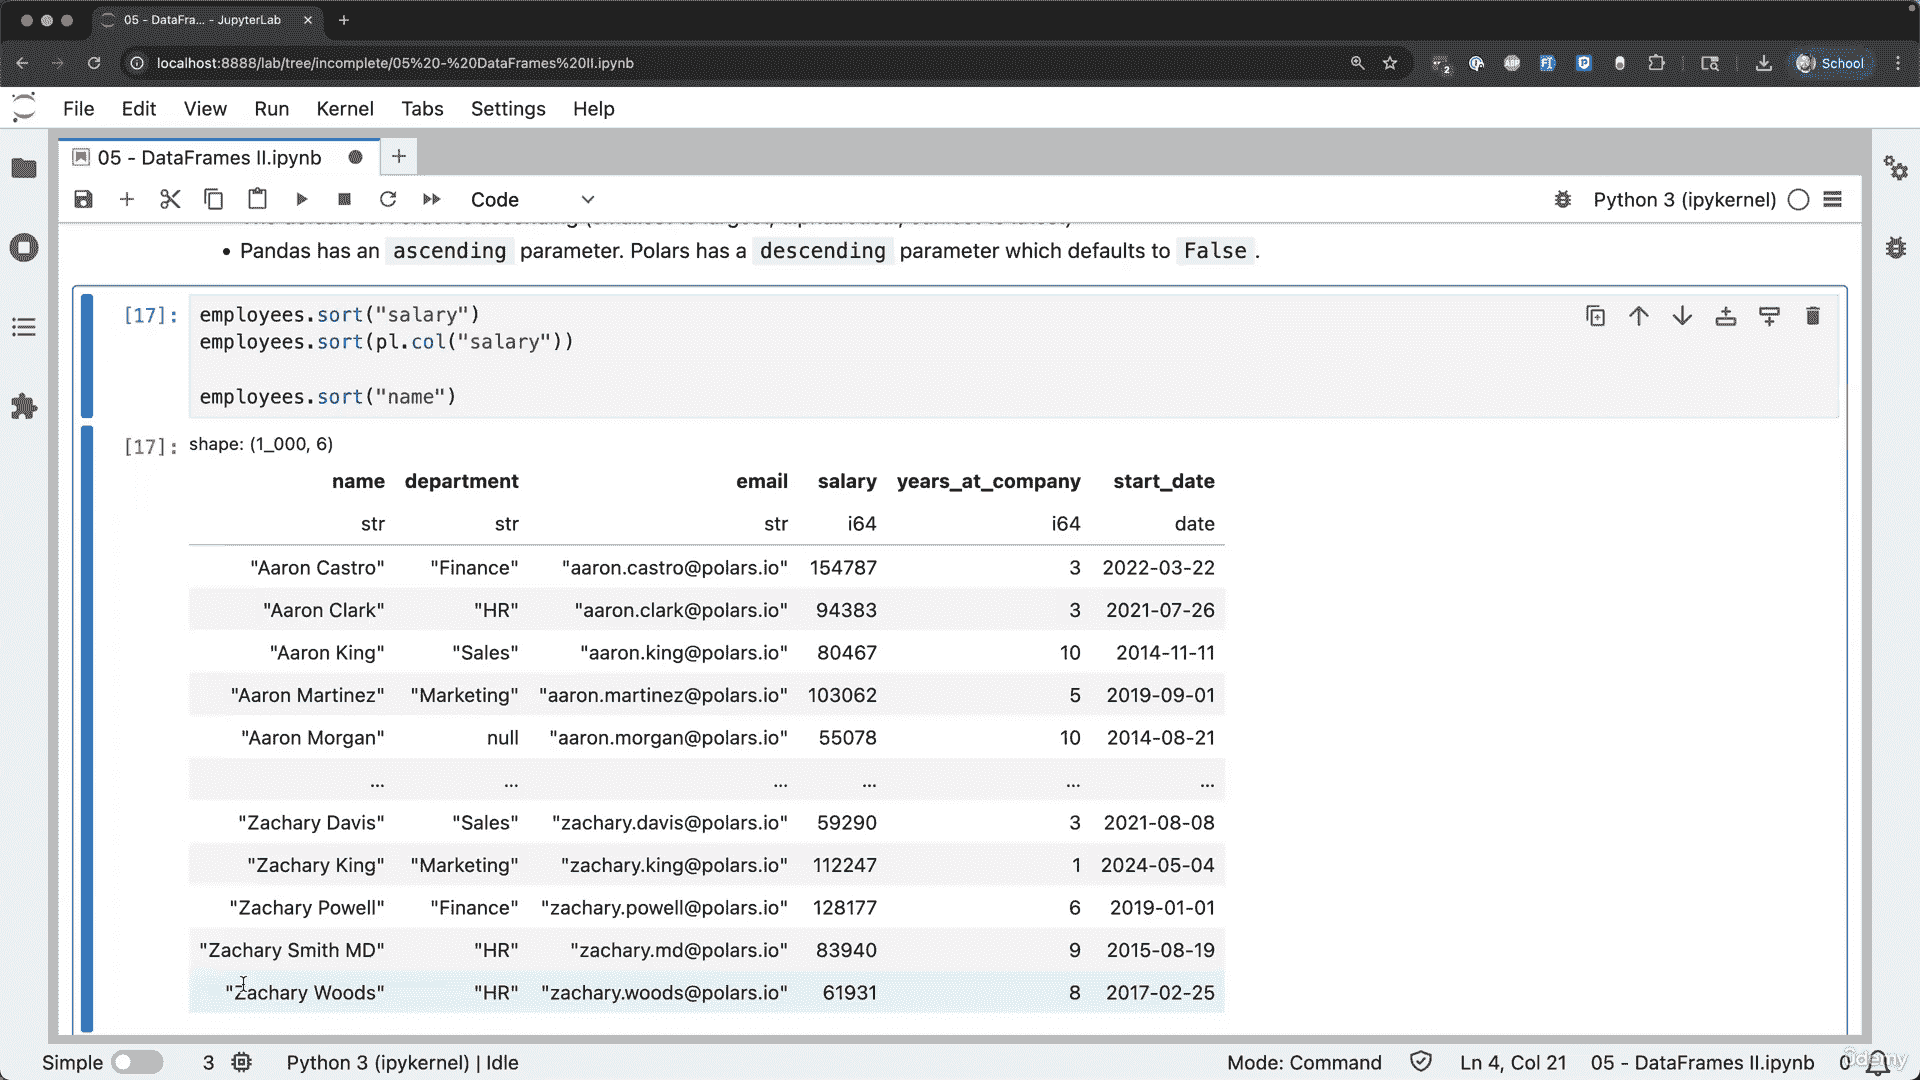 05 - DataFra... - JupyterLab
localhost:8888/lab/tree/incomplete/05%20-%20DataFrames%20II.ipynb
2
ABP
School
File Edit View Run Kernel Tabs Settings Help
05 - DataFrames II.ipynb
Code
Python 3 (ipykernel)
Pandas has an ascending parameter. Polars has a descending parameter which defaults to False.
[17]: employees.sort("salary")
employees.sort(pl.col("salary"))
employees.sort("name")
[17]: shape: (1_000, 6)
name department email salary years_at_company start_date
str str str i64 i64 date
"Aaron Castro" "Finance" "aaron.castro@polars.io" 154787 3 2022-03-22
"Aaron Clark" "HR" "aaron.clark@polars.io" 94383 3 2021-07-26
"Aaron King" "Sales" "aaron.king@polars.io" 80467 10 2014-11-11
"Aaron Martinez" "Marketing" "aaron.martinez@polars.io" 103062 5 2019-09-01
"Aaron Morgan" null "aaron.morgan@polars.io" 55078 10 2014-08-21
... ... ... ... ... ...
"Zachary Davis" "Sales" "zachary.davis@polars.io" 59290 3 2021-08-08
"Zachary King" "Marketing" "zachary.king@polars.io" 112247 1 2024-05-04
"Zachary Powell" "Finance" "zachary.powell@polars.io" 128177 6 2019-01-01
"Zachary Smith MD" "HR" "zachary.md@polars.io" 83940 9 2015-08-19
"Zachary Woods" "HR" "zachary.woods@polars.io" 61931 8 2017-02-25
Simple 3 Python 3 (ipykernel) | Idle Mode: Command Ln 4, Col 21 05 - DataFrames II.ipynb 0